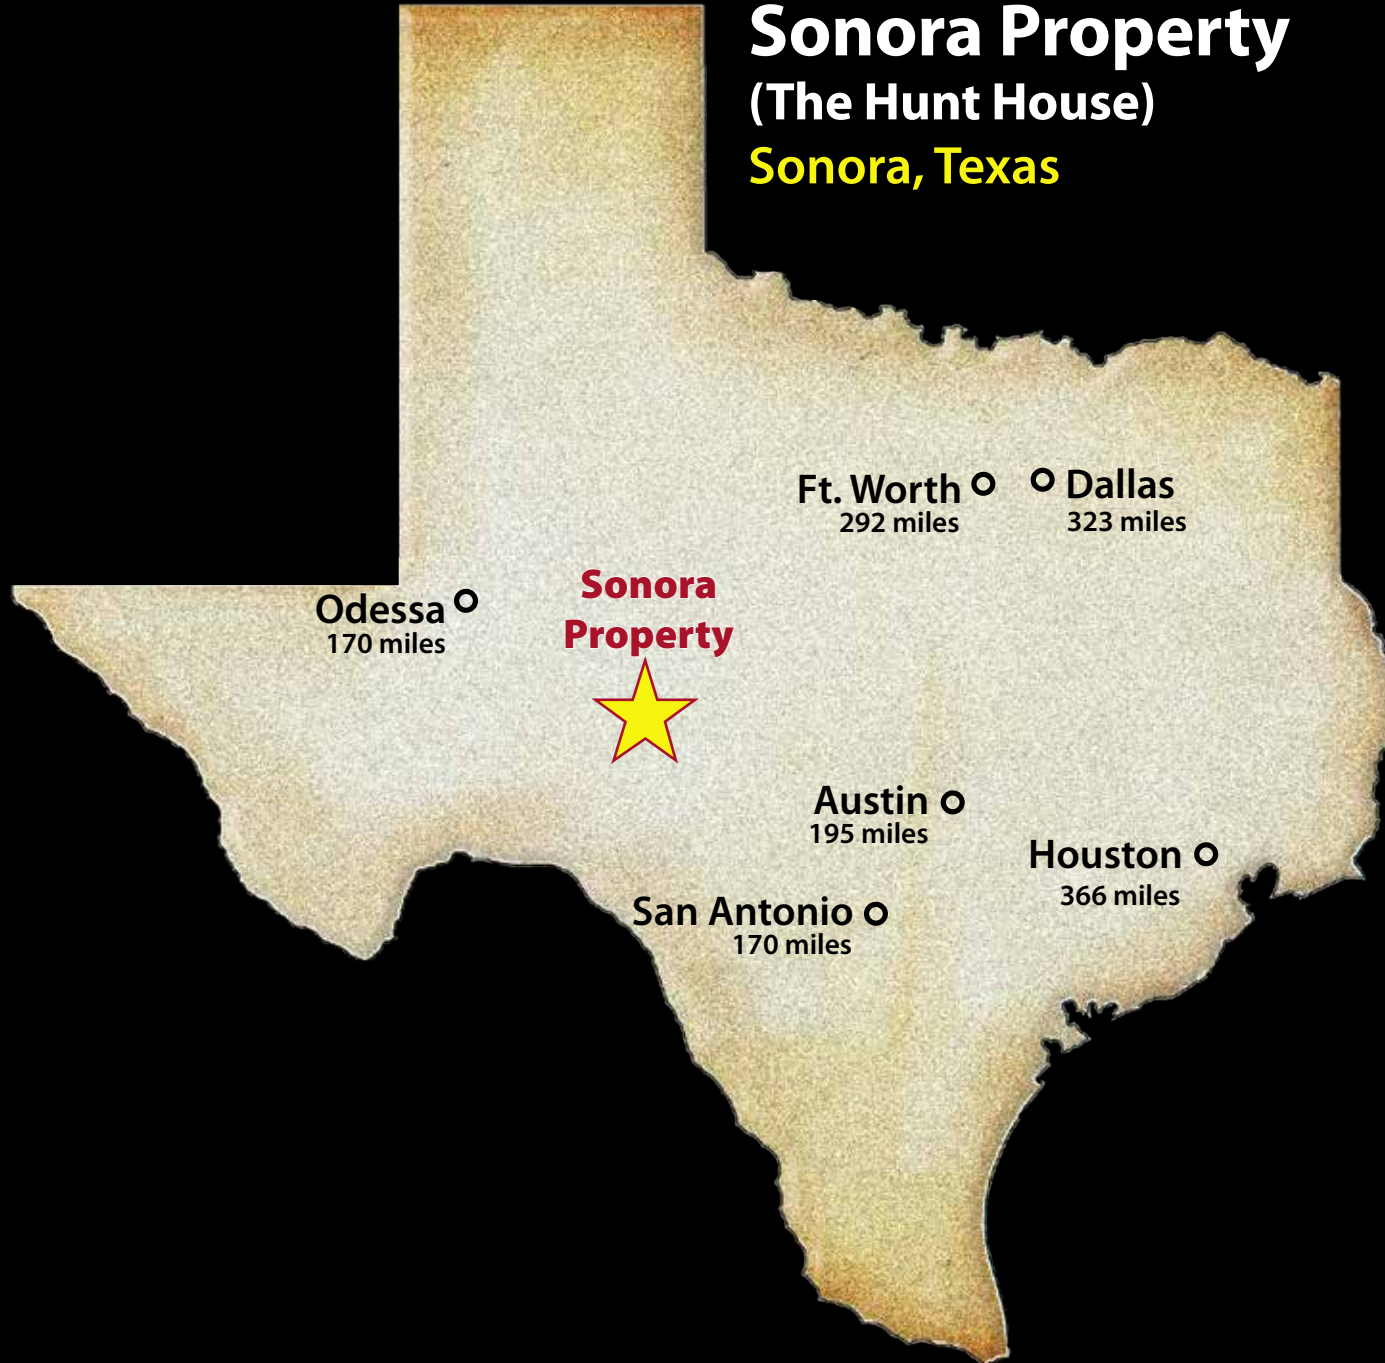 Sonora Property
(The Hunt House)
Sonora, Texas
Ft. Worth
292 miles
Dallas
323 miles
Odessa
170 miles
Sonora
Property
Austin
195 miles
Houston
366 miles
San Antonio
170 miles